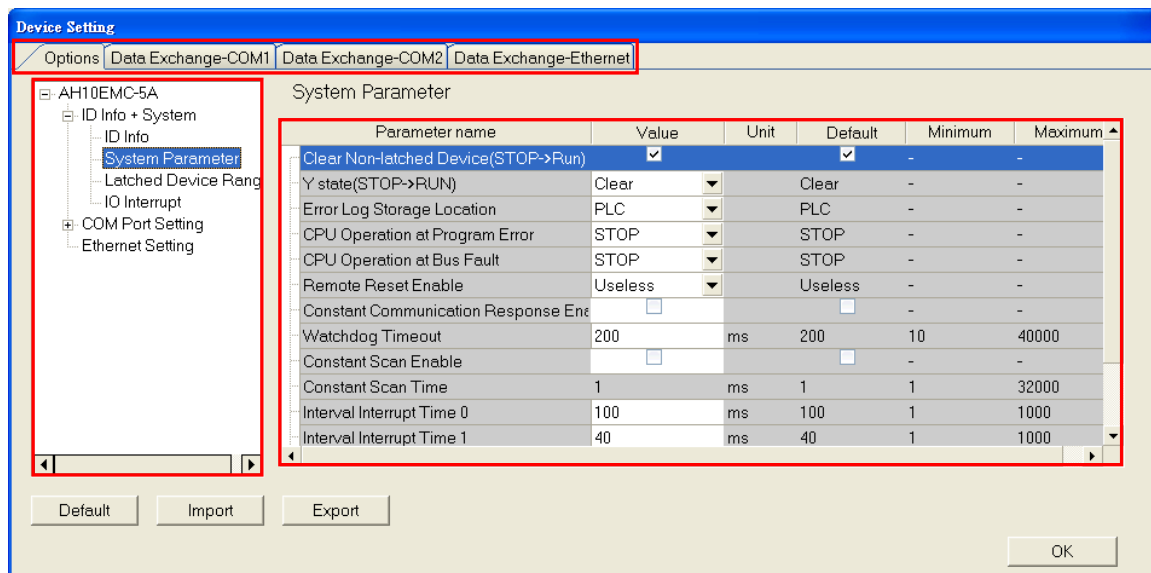 Device Setting
Options Data Exchange-COM1 Data Exchange-COM2 Data Exchange-Ethernet
AH10EMC-5A
ID Info + System
ID Info
System Parameter
Latched Device Rang
IO Interrupt
COM Port Setting
Ethernet Setting
System Parameter
Parameter name Value Unit Default Minimum Maximum
Clear Non-latched Device(STOP->Run) - -
Y state(STOP->RUN) Clear Clear - -
Error Log Storage Location PLC PLC - -
CPU Operation at Program Error STOP STOP - -
CPU Operation at Bus Fault STOP STOP - -
Remote Reset Enable Useless Useless - -
Constant Communication Response Ena - -
Watchdog Timeout 200 ms 200 10 40000
Constant Scan Enable - -
Constant Scan Time 1 ms 1 1 32000
Interval Interrupt Time 0 100 ms 100 1 1000
Interval Interrupt Time 1 40 ms 40 1 1000
Default Import Export
OK